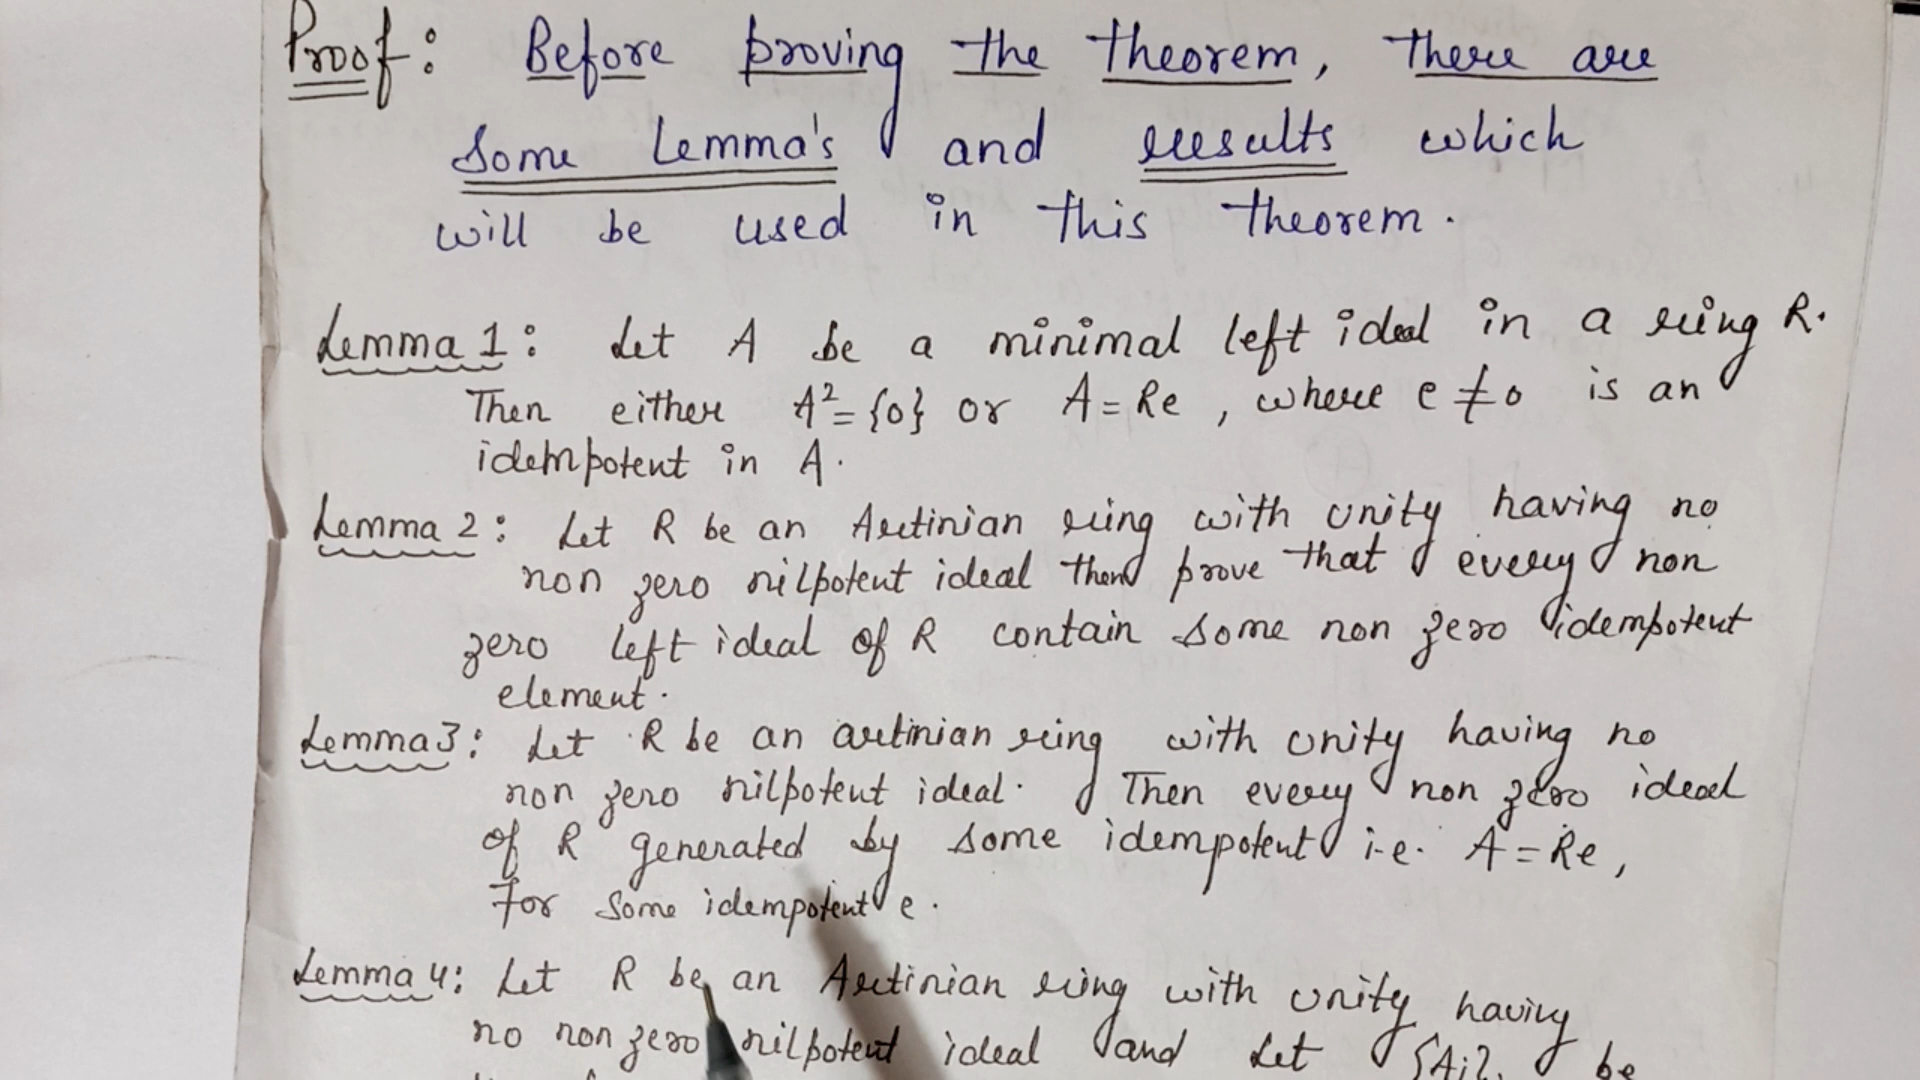 Proof: Before proving the theorem, there are
Some Lemma's and results which
will be used in this theorem.
Lemma 1: Let A be a minimal left ideal in a ring R.
Then either A² = {0} or A = Re, where e ≠ 0 is an
idempotent in A.
Lemma 2: Let R be an Artinian ring with unity having no
non zero nilpotent ideal then prove that every non
zero left ideal of R contain some non zero idempotent
element.
Lemma 3: Let R be an artinian ring with unity having no
non zero nilpotent ideal. Then every non zero ideal
of R generated by some idempotent i.e. A = Re,
For some idempotent e.
Lemma 4: Let R be an Artinian ring with unity having
no non zero nilpotent ideal and Let {Ai}. be